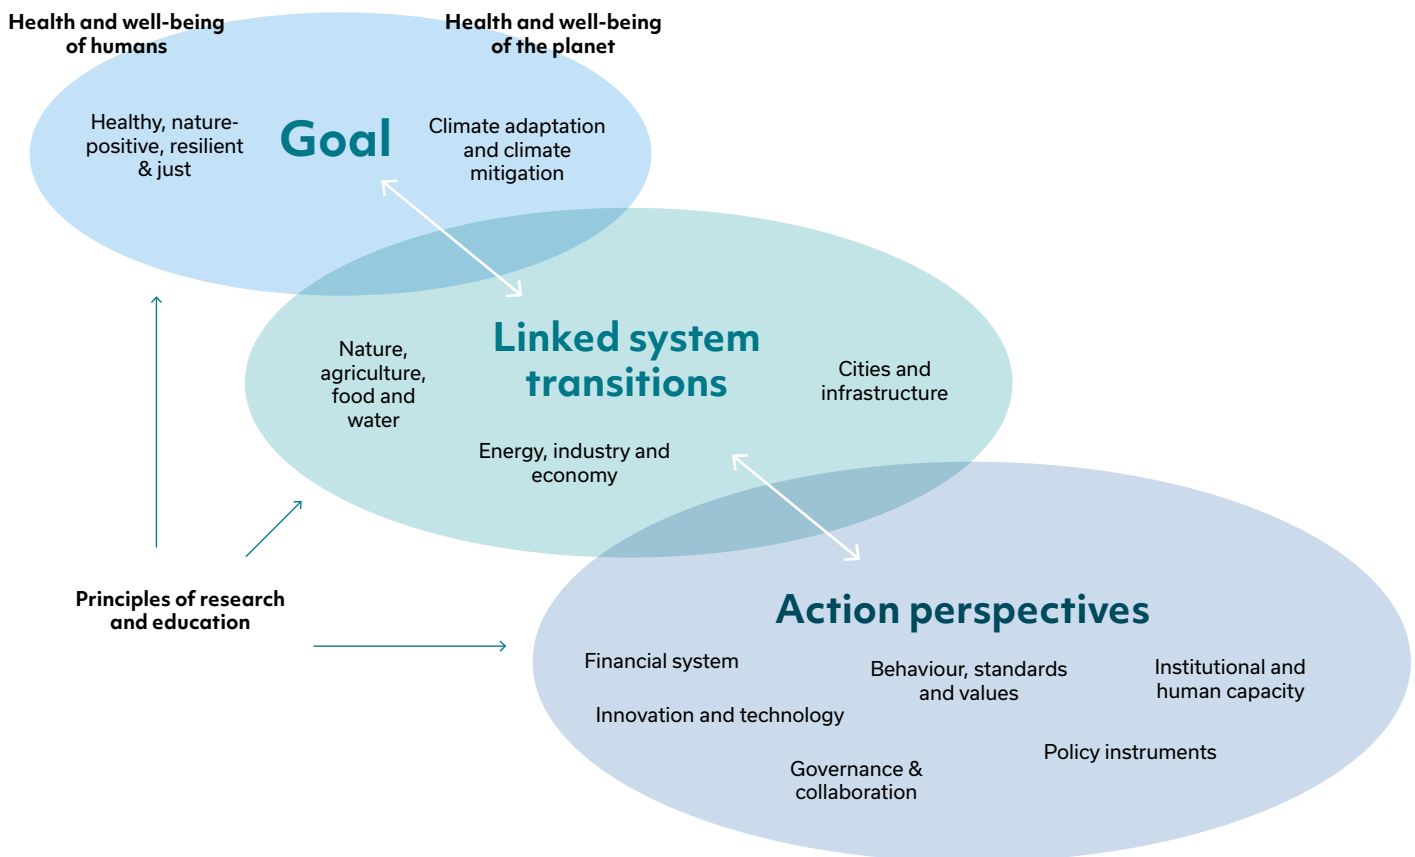 Health and well-being
of humans
Health and well-being
of the planet
Healthy, nature-
positive, resilient
& just
Goal
Climate adaptation
and climate
mitigation
Linked system
transitions
Nature,
agriculture,
food and
water
Cities and
infrastructure
Energy, industry and
economy
Principles of research
and education
Action perspectives
Financial system
Behaviour, standards
and values
Institutional and
human capacity
Innovation and technology
Policy instruments
Governance &
collaboration